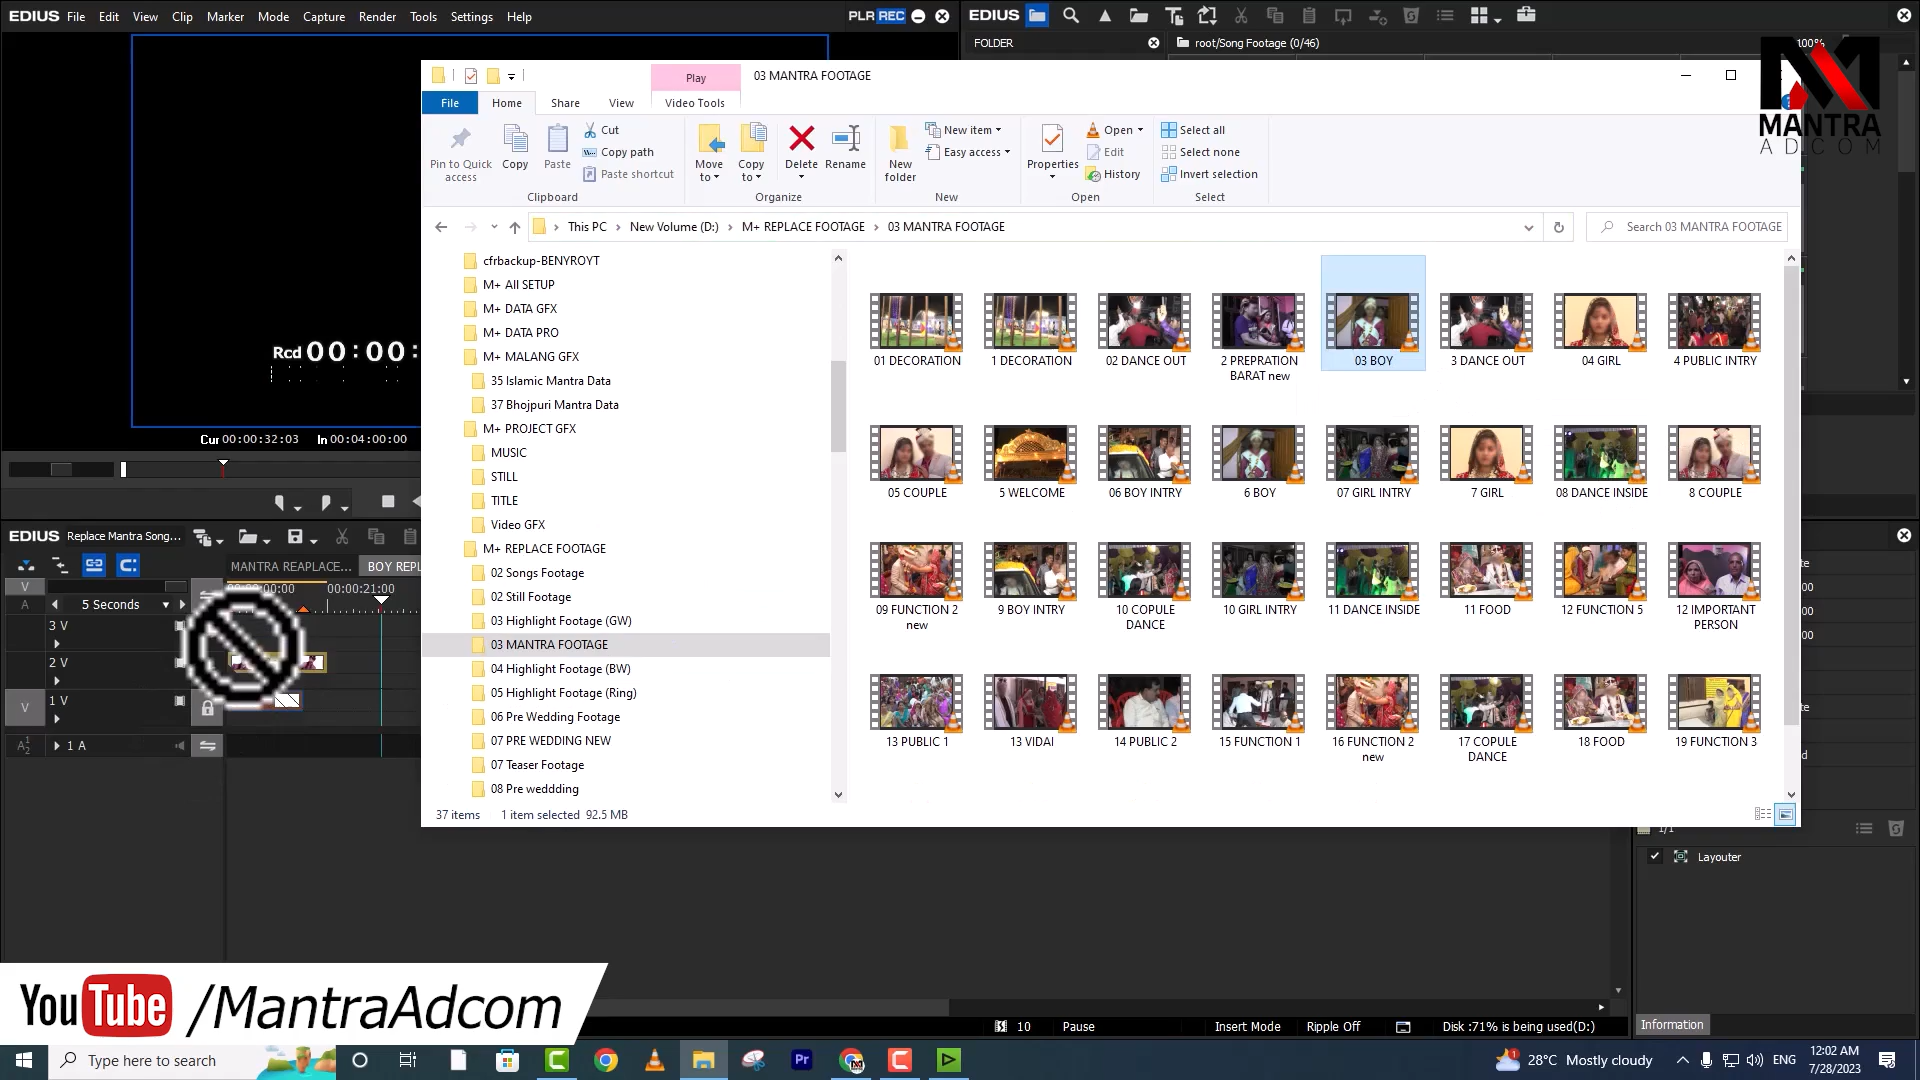 EDIUS File Edit View Clip Marker Mode Capture Render Tools Settings Help PLR REC
EDIUS
FOLDER root/Song Footage (0/46) 100%
Play 03 MANTRA FOOTAGE
File Home Share View Video Tools
MANTRA
ADCOM
Pin to Quick access
Copy
Paste
Cut
Copy path
Paste shortcut
Clipboard
Move to
Copy to
Delete
Rename
Organize
New folder
New item
Easy access
New
Properties
Open
Edit
History
Open
Select all
Select none
Invert selection
Select
This PC New Volume (D:) M+ REPLACE FOOTAGE 03 MANTRA FOOTAGE
Search 03 MANTRA FOOTAGE
Rcd 00:00:
Cur 00:00:32:03 In 00:04:00:00
cfrbackup-BENYROYT
M+ All SETUP
M+ DATA GFX
M+ DATA PRO
M+ MALANG GFX
35 Islamic Mantra Data
37 Bhojpuri Mantra Data
M+ PROJECT GFX
MUSIC
STILL
TITLE
Video GFX
M+ REPLACE FOOTAGE
02 Songs Footage
02 Still Footage
03 Highlight Footage (GW)
03 MANTRA FOOTAGE
04 Highlight Footage (BW)
05 Highlight Footage (Ring)
06 Pre Wedding Footage
07 PRE WEDDING NEW
07 Teaser Footage
08 Pre weddding
01 DECORATION
1 DECORATION
02 DANCE OUT
2 PREPRATION BARAT new
03 BOY
3 DANCE OUT
04 GIRL
4 PUBLIC INTRY
05 COUPLE
5 WELCOME
06 BOY INTRY
6 BOY
07 GIRL INTRY
7 GIRL
08 DANCE INSIDE
8 COUPLE
09 FUNCTION 2 new
9 BOY INTRY
10 COPULE DANCE
10 GIRL INTRY
11 DANCE INSIDE
11 FOOD
12 FUNCTION 5
12 IMPORTANT PERSON
13 PUBLIC 1
13 VIDAI
14 PUBLIC 2
15 FUNCTION 1
16 FUNCTION 2 new
17 COPULE DANCE
18 FOOD
19 FUNCTION 3
37 items 1 item selected 92.5 MB
EDIUS Replace Mantra Song...
MANTRA REAPLACE... BOY REPL
00:00:21:00
V
A
5 Seconds
3 V
2 V
V 1 V
A12 1 A
te
00
00
00
te
d
1/1
Layouter
Information
10 Pause Insert Mode Ripple Off Disk :71% is being used(D:)
YouTube /MantraAdcom
Type here to search
Pr
28°C Mostly cloudy ENG 12:02 AM
7/28/2023